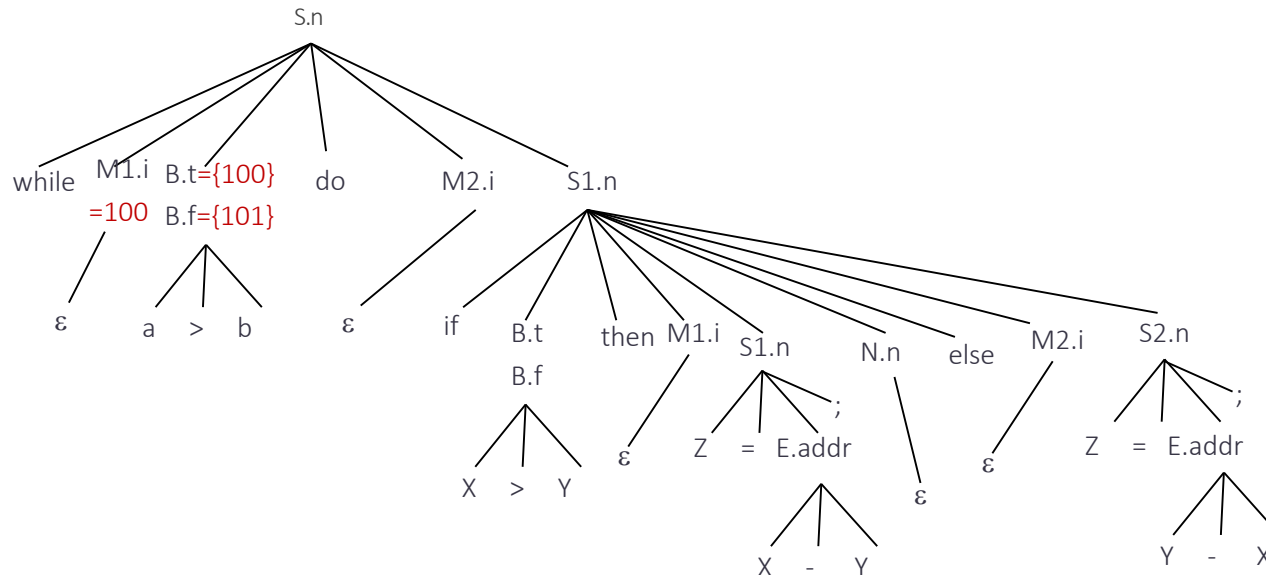 S.n
while M1.i B.t={100} do M2.i S1.n
=100 B.f={101}
ε a > b ε if B.t then M1.i S1.n N.n else M2.i S2.n
B.f
; ;
Z = E.addr Z = E.addr
ε ε
X > Y ε
X - Y Y - X